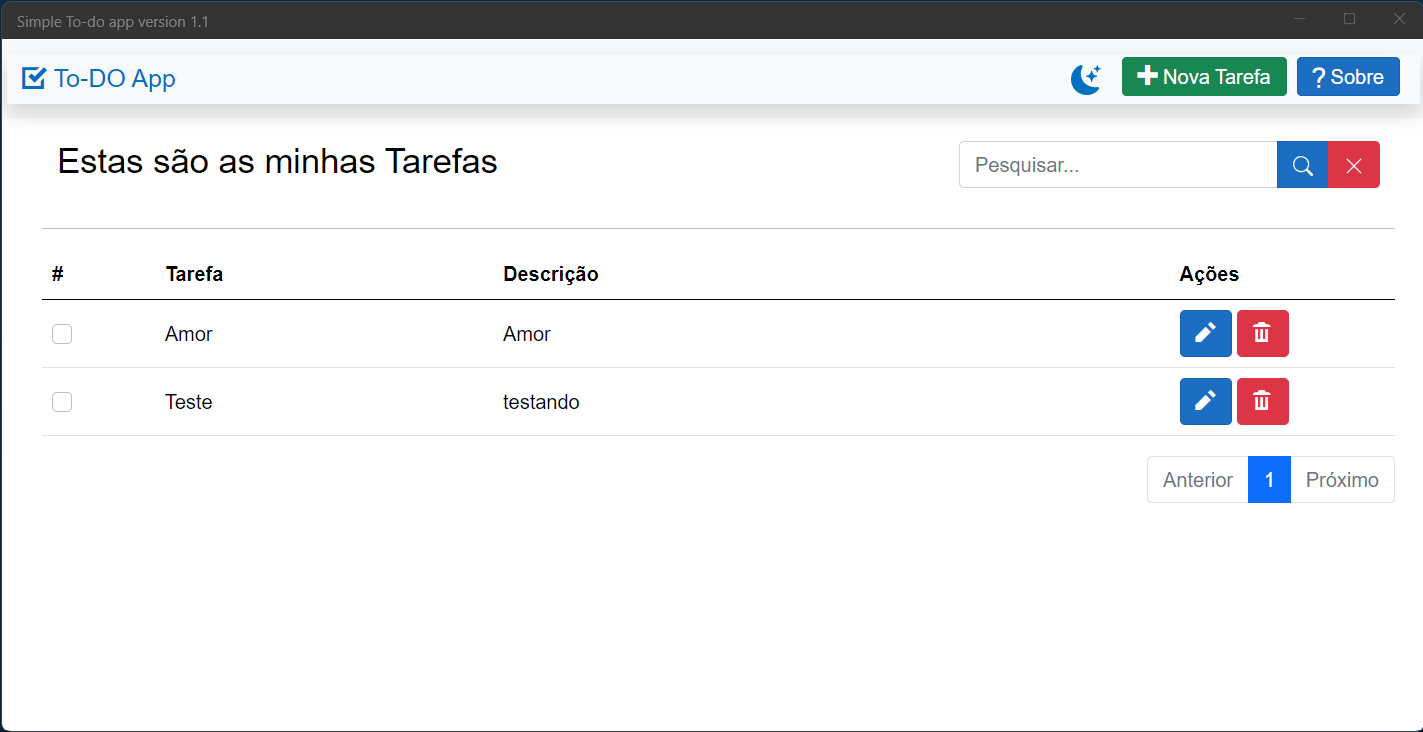 Simple To-do app version 1.1
To-DO App
Nova Tarefa
? Sobre
Estas são as minhas Tarefas
Pesquisar...
# Tarefa Descrição Ações
Amor Amor
Teste testando
Anterior 1 Próximo